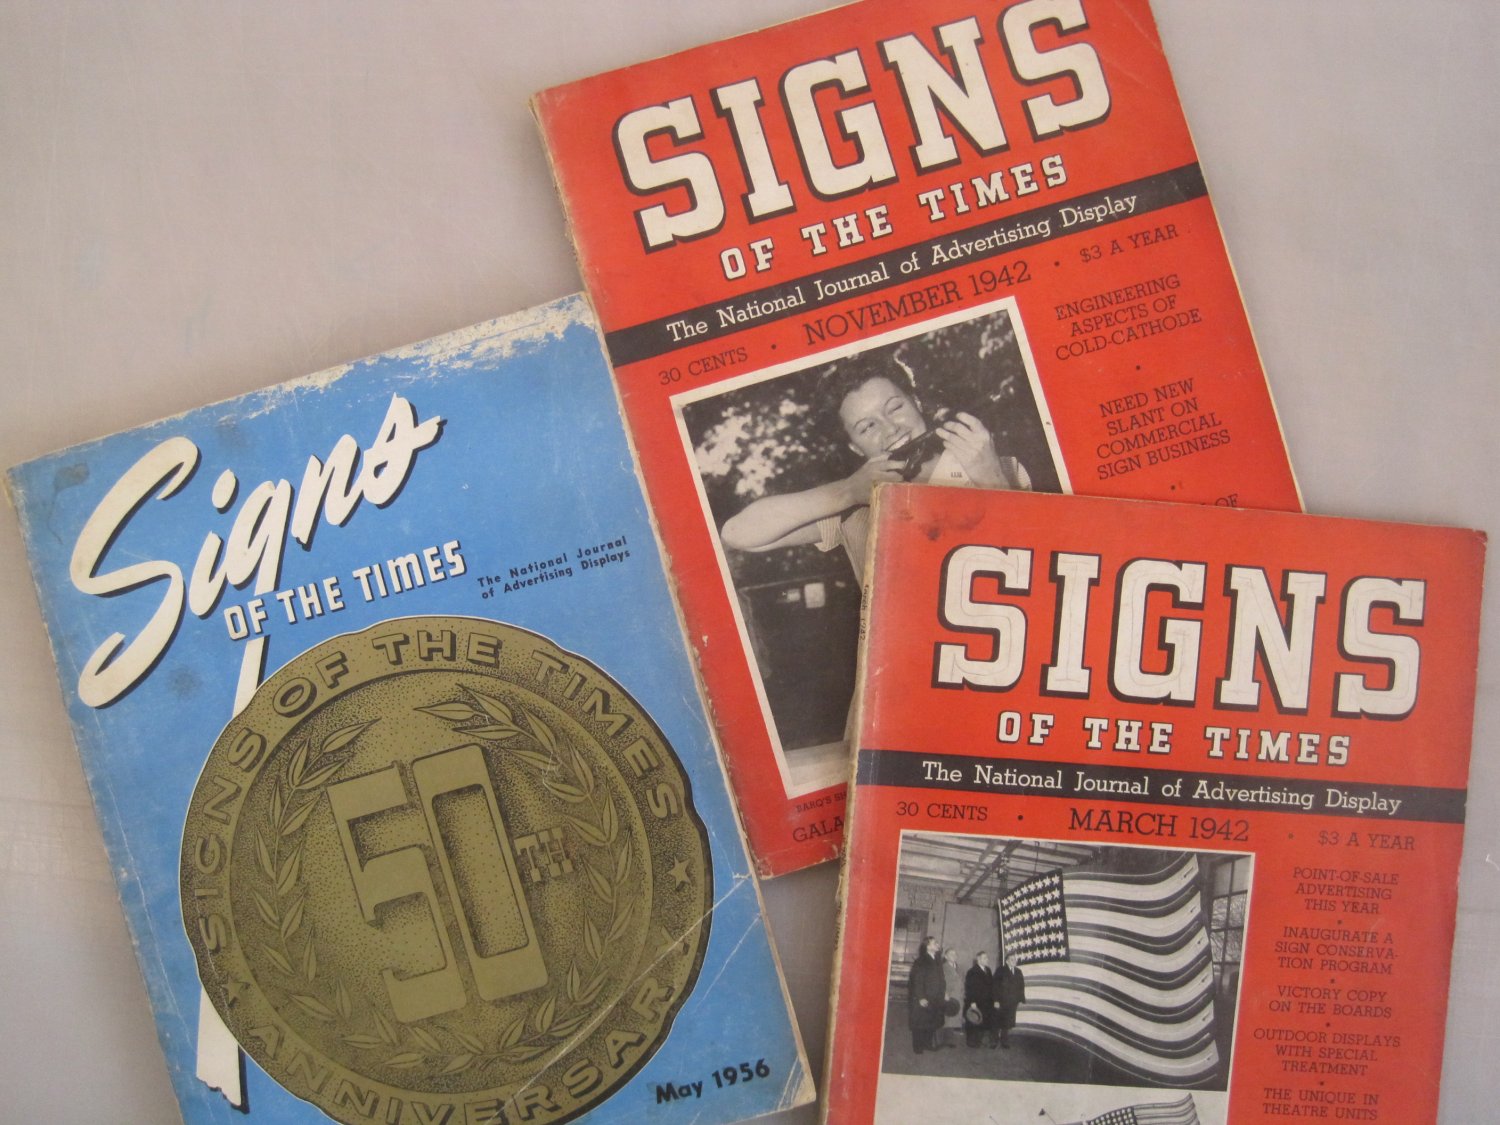 SIGNS
OF THE TIMES
The National Journal of Advertising Display
30 CENTS • NOVEMBER 1942 • $3 A YEAR
ENGINEERING
ASPECTS OF
COLD-CATHODE
•
NEED NEW
SLANT ON
COMMERCIAL
SIGN BUSINESS
•
OF
BARQ'S
Signs
OF THE TIMES
The National Journal
of Advertising Displays
SIGNS OF THE TIMES
50TH
ANNIVERSARY
May 1956
SIGNS
OF THE TIMES
The National Journal of Advertising Display
30 CENTS • MARCH 1942 • $3 A YEAR
POINT-OF-SALE
ADVERTISING
THIS YEAR
•
INAUGURATE A
SIGN CONSERVA-
TION PROGRAM
•
VICTORY COPY
ON THE BOARDS
•
OUTDOOR DISPLAYS
WITH SPECIAL
TREATMENT
•
THE UNIQUE IN
THEATRE UNITS